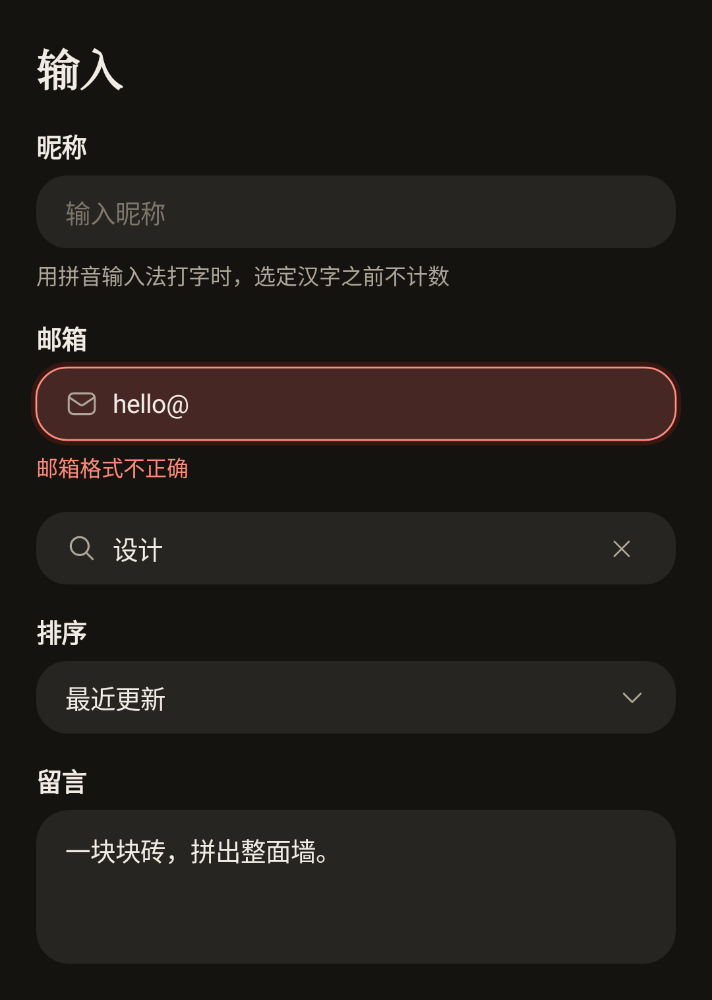 输入
昵称
输入昵称
用拼音输入法打字时，选定汉字之前不计数
邮箱
hello@
邮箱格式不正确
设计
排序
最近更新
留言
一块块砖，拼出整面墙。